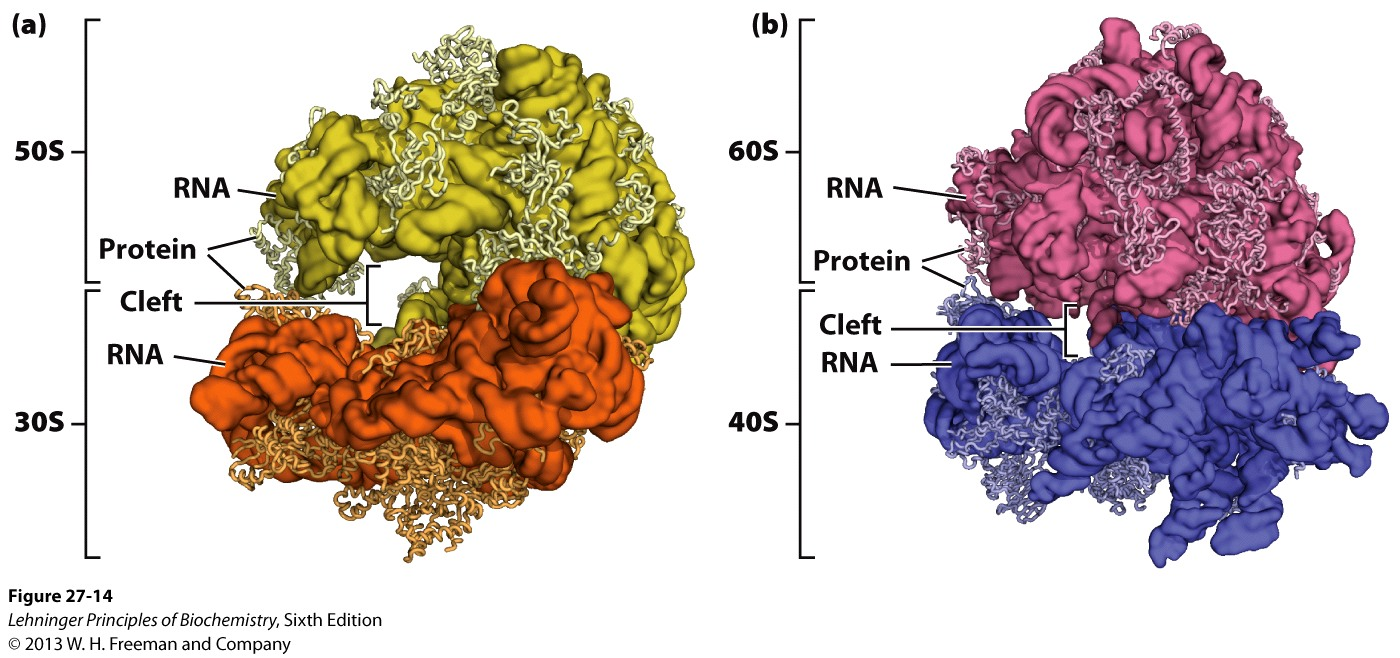 (a)
50S
RNA
Protein
Cleft
RNA
30S
(b)
60S
RNA
Protein
Cleft
RNA
40S
Figure 27-14
Lehninger Principles of Biochemistry, Sixth Edition
© 2013 W. H. Freeman and Company